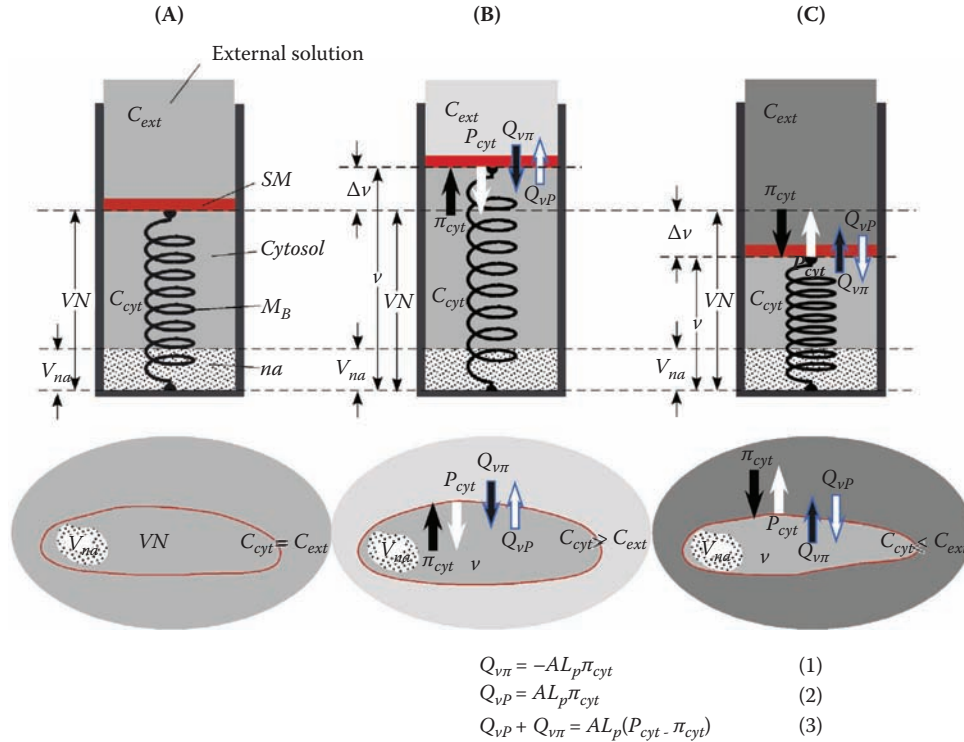 (A) (B) (C)
External solution
C_ext
C_ext
Q_vπ
P_cyt
C_ext
SM
Δv
π_cyt
Q_vP
π_cyt
Q_vP
Δv
Cytosol
P_cyt
Q_vπ
VN
C_cyt
M_B
v
VN
C_cyt
C_cyt
v
VN
V_na
na
V_na
V_na
V_na VN C_cyt = C_ext
Q_vπ
P_cyt
V_na
π_cyt
v
Q_vP
C_cyt > C_ext
π_cyt
Q_vP
P_cyt
V_na
v
Q_vπ
C_cyt < C_ext
Q_vπ = –AL_pπ_cyt (1)
Q_vP = AL_pπ_cyt (2)
Q_vP + Q_vπ = AL_p(P_cyt - π_cyt) (3)